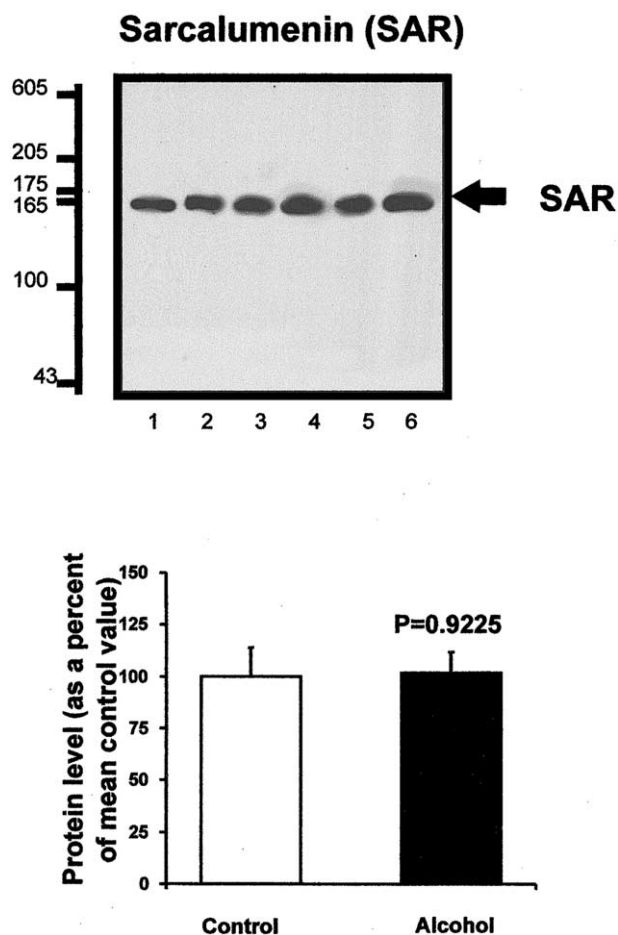 Sarcalumenin (SAR)
605
205
175
165
100
43
SAR
1 2 3 4 5 6
Protein level (as a percent
of mean control value)
150
125
100
75
50
25
0
P=0.9225
Control Alcohol